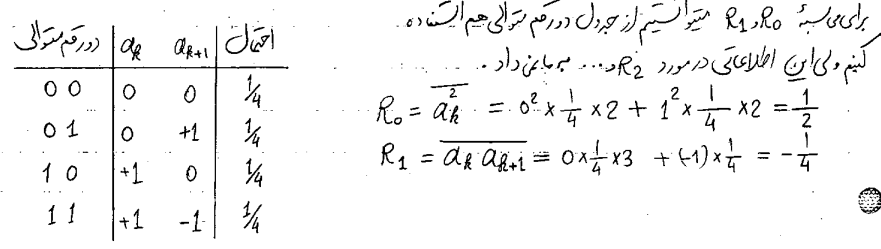 برای محاسبهٔ R₀ و R₁ میتوانستیم از جدول دو رقم متوالی هم استفاده
کنیم ولی این اطلاعاتی در مورد R₂ و... به ما نمی داد .
R₀ = \overline{a_k^2} = 0² × 1/4 × 2 + 1² × 1/4 × 2 = 1/2
R₁ = \overline{a_k a_{k+1}} = 0 × 1/4 × 3 + (-1) × 1/4 = -1/4
دو رقم متوالی a_k a_{k+1} احتمال
0 0 0 0 1/4
0 1 0 +1 1/4
1 0 +1 0 1/4
1 1 +1 -1 1/4